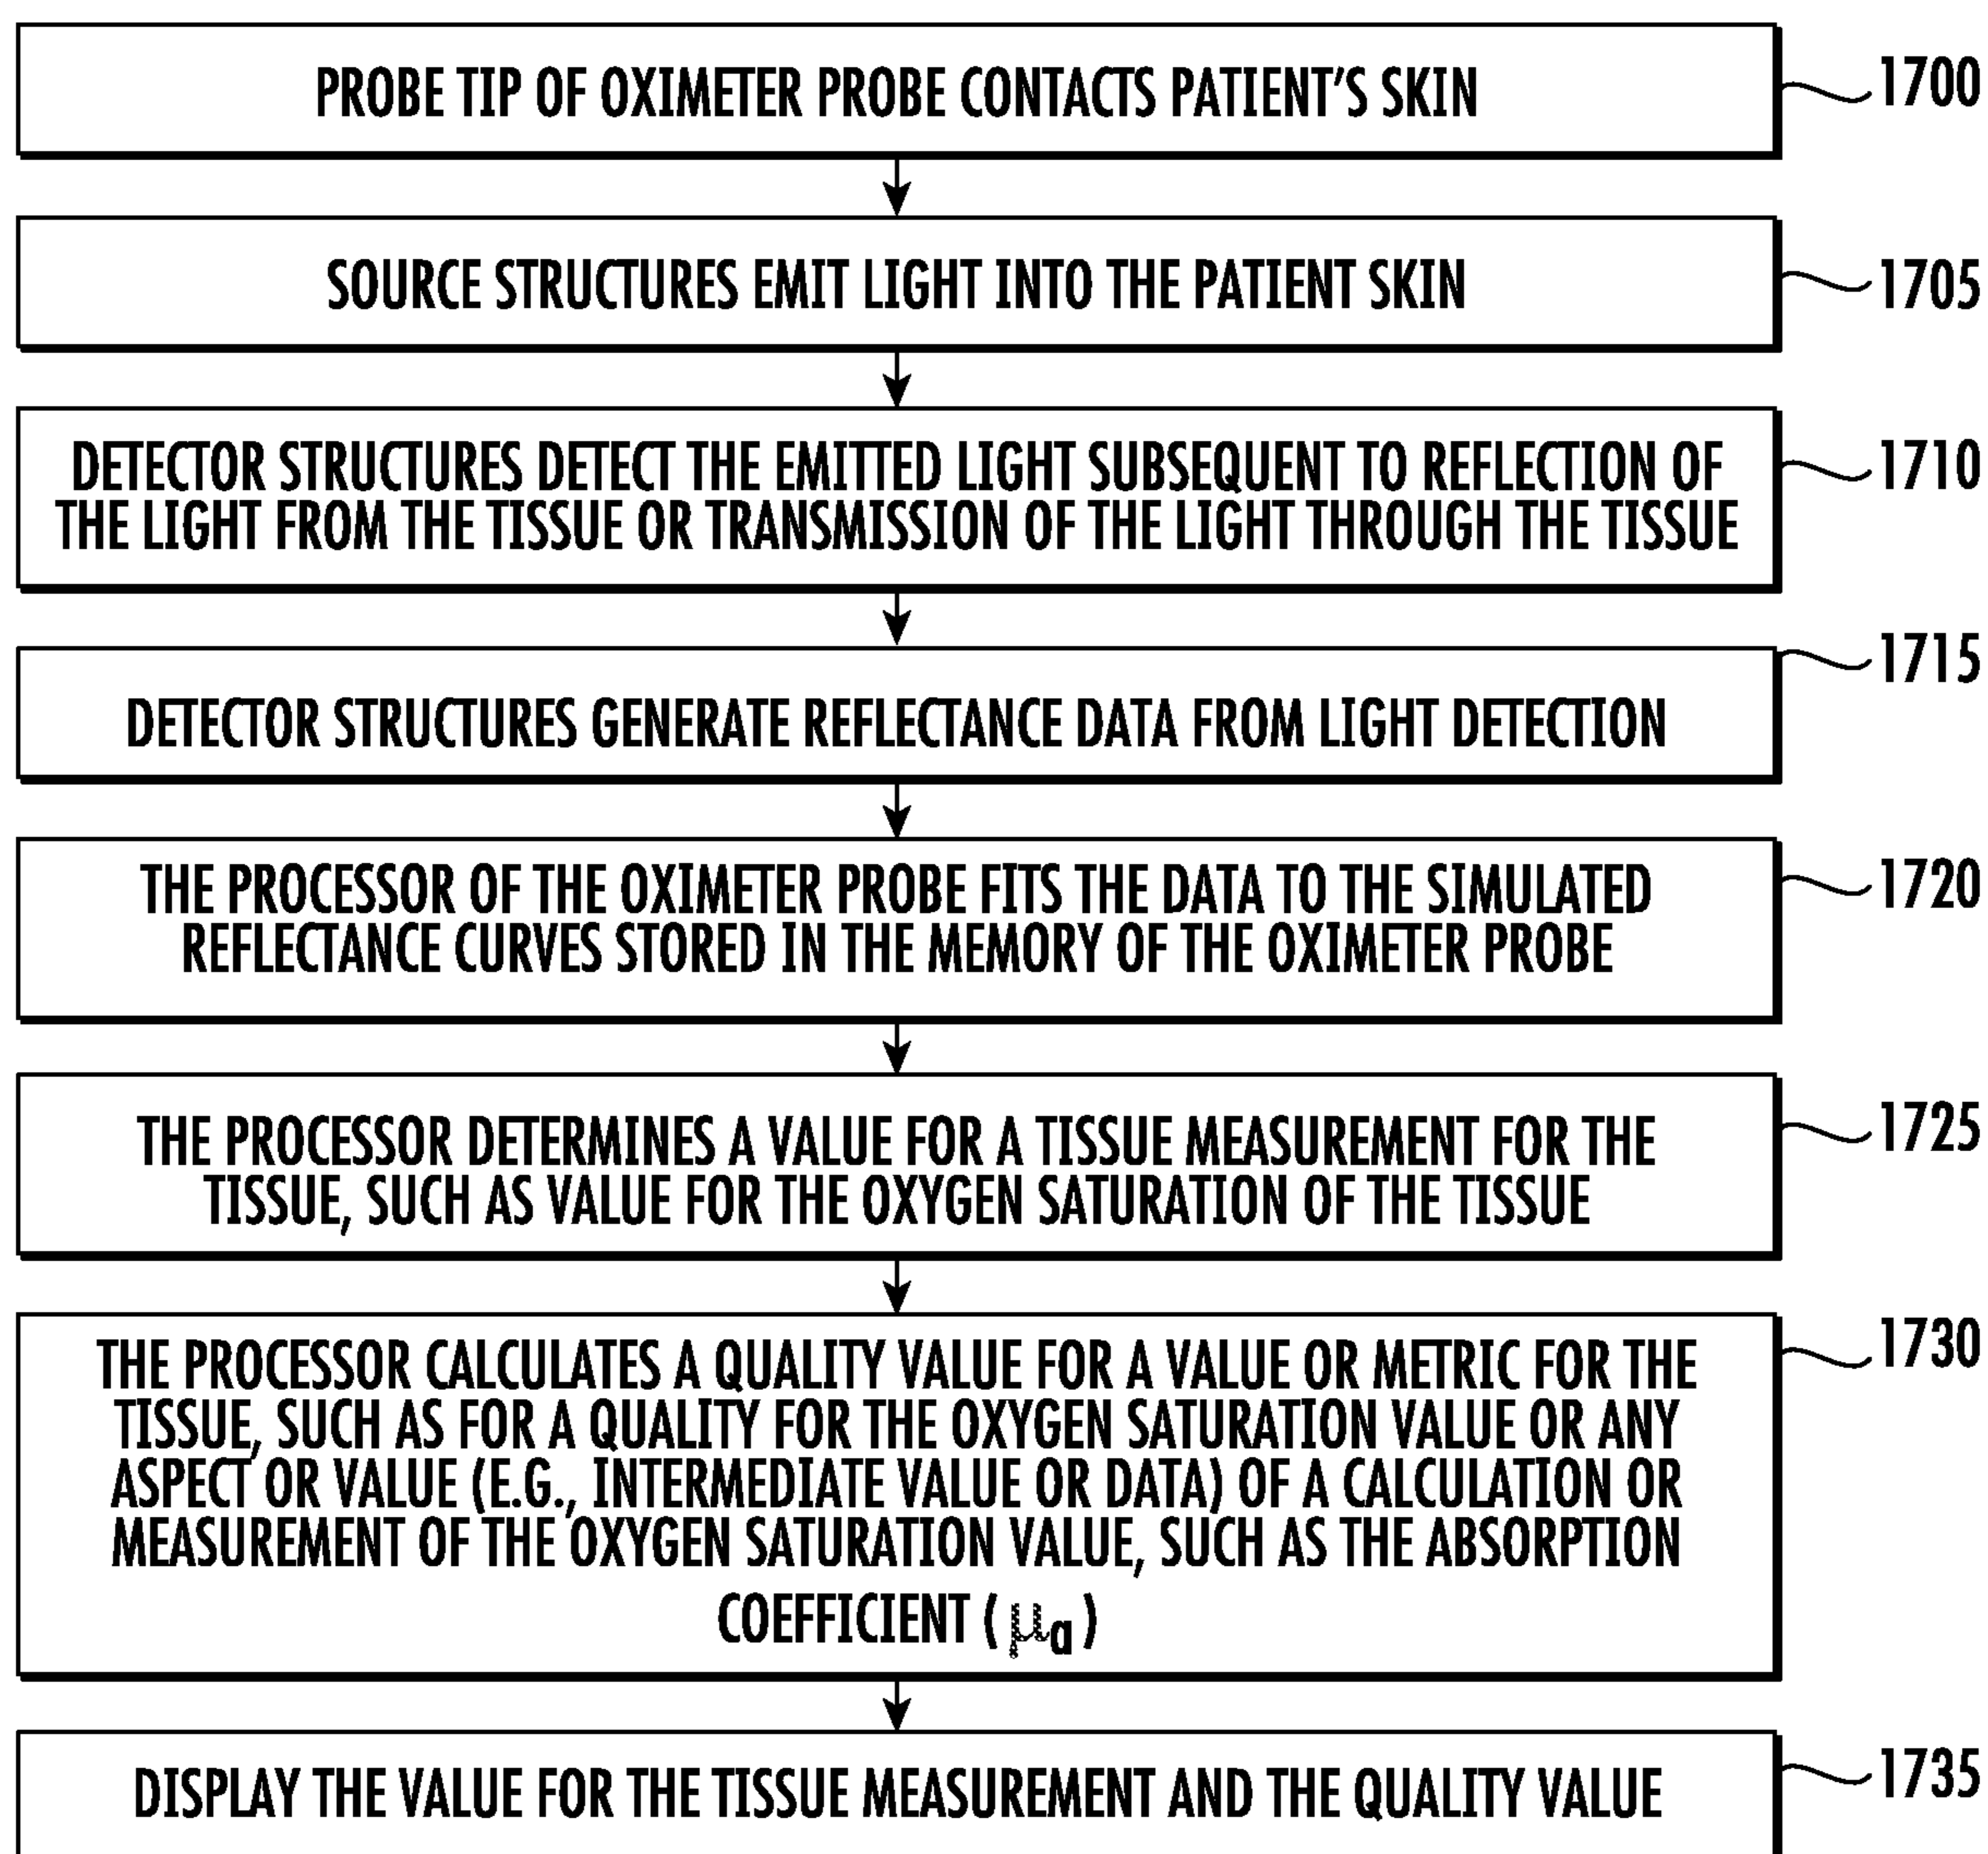 PROBE TIP OF OXIMETER PROBE CONTACTS PATIENT'S SKIN
1700
SOURCE STRUCTURES EMIT LIGHT INTO THE PATIENT SKIN
1705
DETECTOR STRUCTURES DETECT THE EMITTED LIGHT SUBSEQUENT TO REFLECTION OF
THE LIGHT FROM THE TISSUE OR TRANSMISSION OF THE LIGHT THROUGH THE TISSUE
1710
DETECTOR STRUCTURES GENERATE REFLECTANCE DATA FROM LIGHT DETECTION
1715
THE PROCESSOR OF THE OXIMETER PROBE FITS THE DATA TO THE SIMULATED
REFLECTANCE CURVES STORED IN THE MEMORY OF THE OXIMETER PROBE
1720
THE PROCESSOR DETERMINES A VALUE FOR A TISSUE MEASUREMENT FOR THE
TISSUE, SUCH AS VALUE FOR THE OXYGEN SATURATION OF THE TISSUE
1725
THE PROCESSOR CALCULATES A QUALITY VALUE FOR A VALUE OR METRIC FOR THE
TISSUE, SUCH AS FOR A QUALITY FOR THE OXYGEN SATURATION VALUE OR ANY
ASPECT OR VALUE (E.G., INTERMEDIATE VALUE OR DATA) OF A CALCULATION OR
MEASUREMENT OF THE OXYGEN SATURATION VALUE, SUCH AS THE ABSORPTION
COEFFICIENT (μa)
1730
DISPLAY THE VALUE FOR THE TISSUE MEASUREMENT AND THE QUALITY VALUE
1735